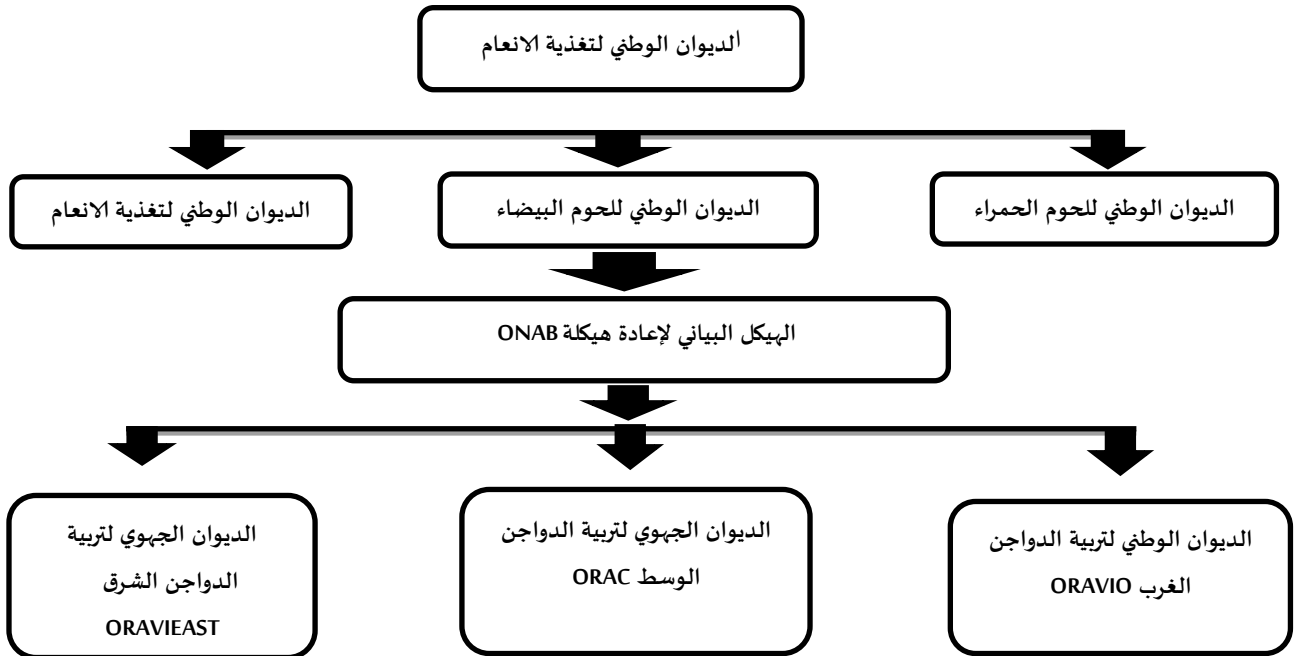 ألديوان الوطني لتغذية الانعام
الديوان الوطني للحوم الحمراء
الديوان الوطني للحوم البيضاء
الديوان الوطني لتغذية الانعام
الهيكل البياني لإعادة هيكلة ONAB
الديوان الوطني لتربية الدواجن
الغرب ORAVIO
الديوان الجهوي لتربية الدواجن
الوسط ORAC
الديوان الجهوي لتربية
الدواجن الشرق
ORAVIEAST